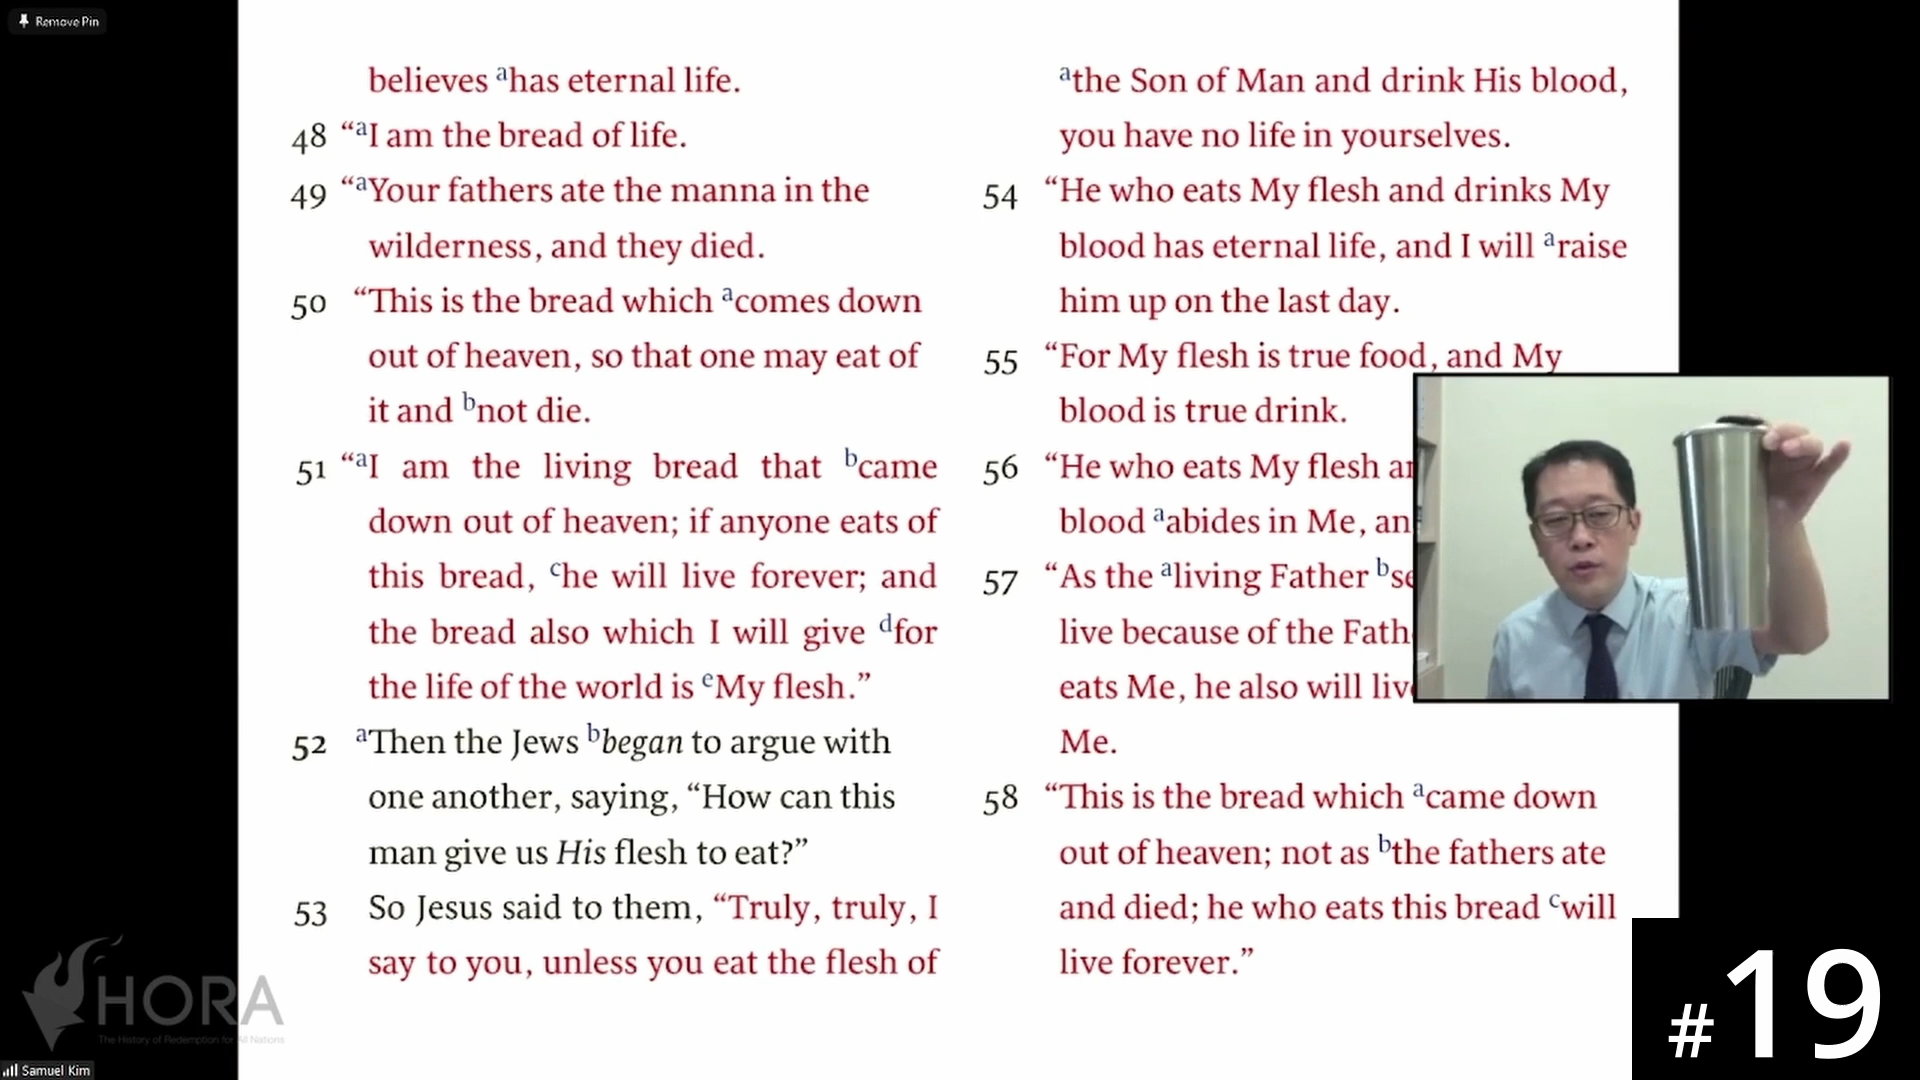 Remove Pin
believes ahas eternal life.
48 “aI am the bread of life.
49 “aYour fathers ate the manna in the
wilderness, and they died.
50 “This is the bread which acomes down
out of heaven, so that one may eat of
it and bnot die.
51 “aI am the living bread that bcame
down out of heaven; if anyone eats of
this bread, che will live forever; and
the bread also which I will give dfor
the life of the world is eMy flesh.”
52 aThen the Jews bbegan to argue with
one another, saying, “How can this
man give us His flesh to eat?”
53 So Jesus said to them, “Truly, truly, I
say to you, unless you eat the flesh of
athe Son of Man and drink His blood,
you have no life in yourselves.
54 “He who eats My flesh and drinks My
blood has eternal life, and I will araise
him up on the last day.
55 “For My flesh is true food, and My
blood is true drink.
56 “He who eats My flesh
blood aabides in Me,
57 “As the aliving Father
live because of the
eats Me, he also will
Me.
58 “This is the bread which acame down
out of heaven; not as bthe fathers ate
and died; he who eats this bread cwill
live forever.”
HORA
The History of Redemption for All Nations
Samuel Kim
#19